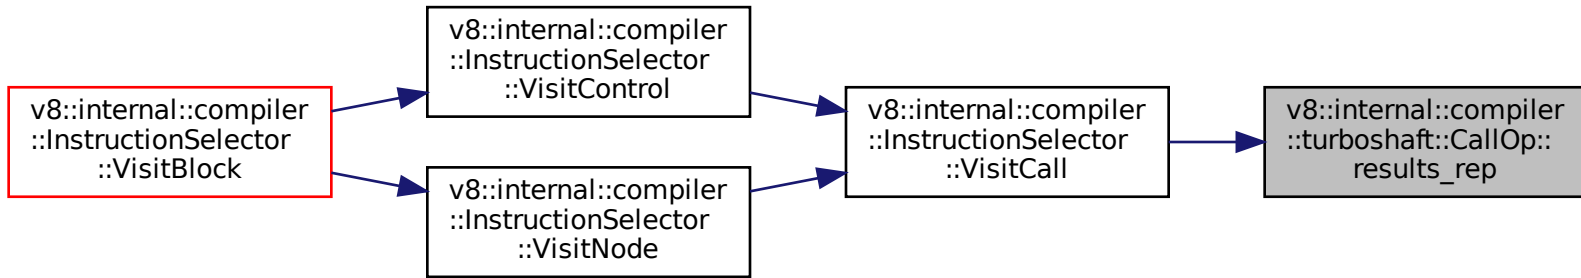 v8::internal::compiler
::InstructionSelector
::VisitBlock
v8::internal::compiler
::InstructionSelector
::VisitControl
v8::internal::compiler
::InstructionSelector
::VisitNode
v8::internal::compiler
::InstructionSelector
::VisitCall
v8::internal::compiler
::turboshaft::CallOp::
results_rep